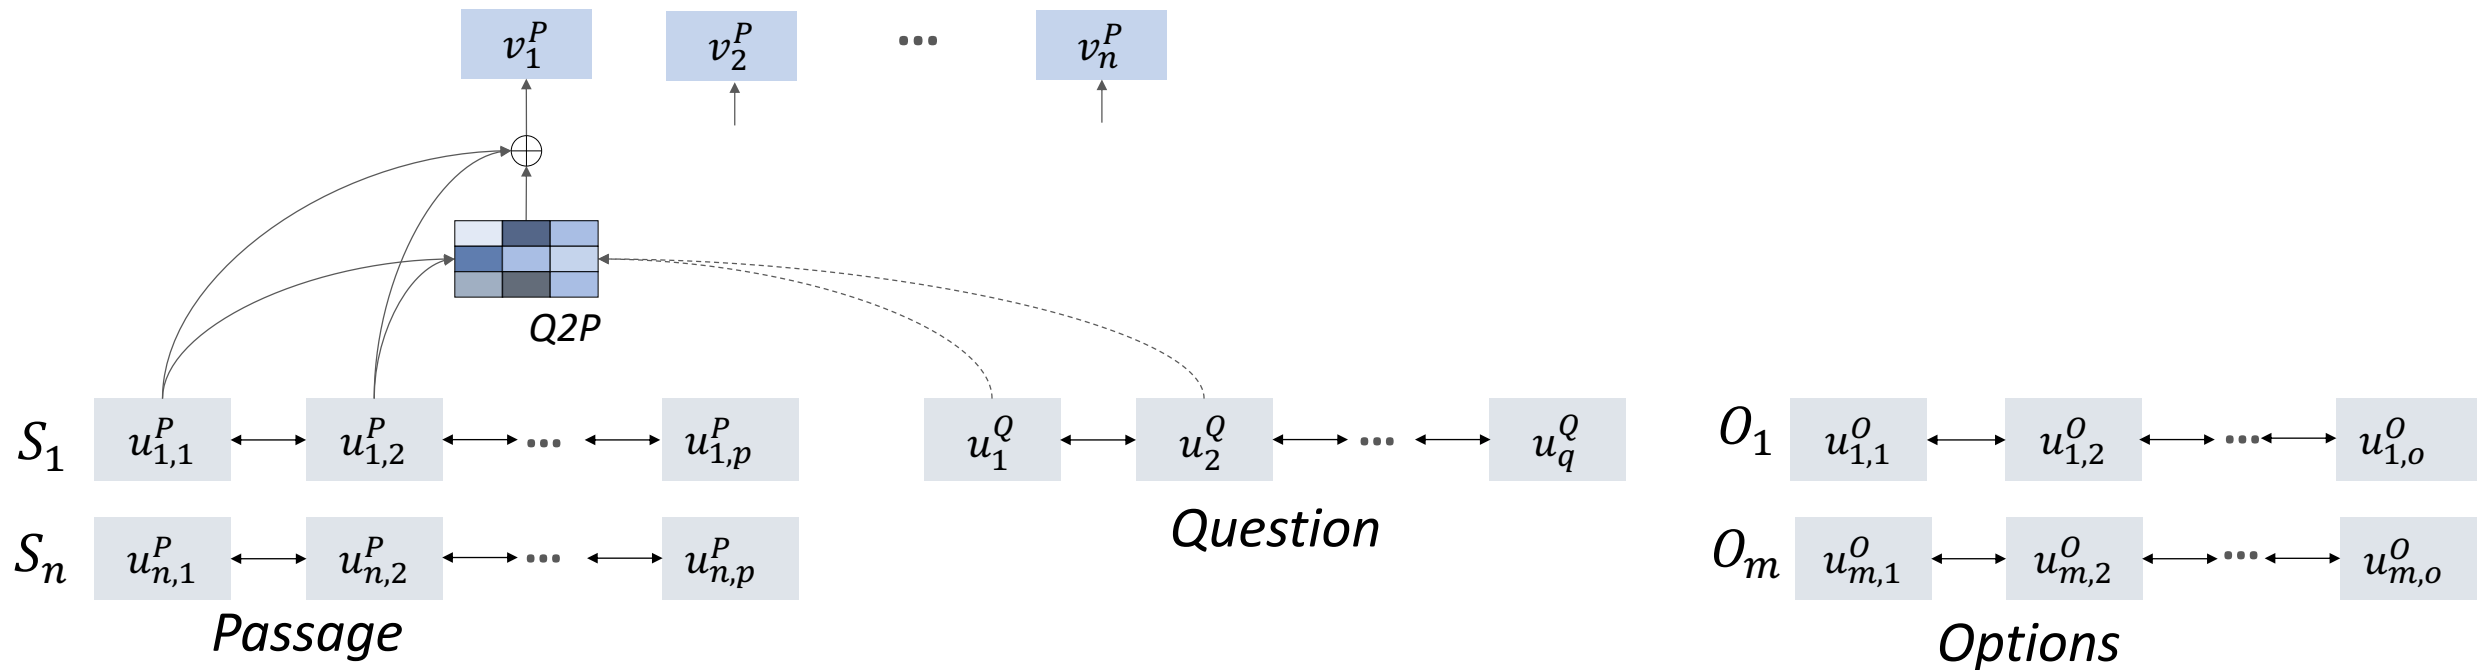 v_1^P v_2^P ... v_n^P
Q2P
S_1 u_{1,1}^P u_{1,2}^P ... u_{1,p}^P u_1^Q u_2^Q ... u_q^Q O_1 u_{1,1}^O u_{1,2}^O ... u_{1,o}^O
S_n u_{n,1}^P u_{n,2}^P ... u_{n,p}^P Question O_m u_{m,1}^O u_{m,2}^O ... u_{m,o}^O
Passage Options